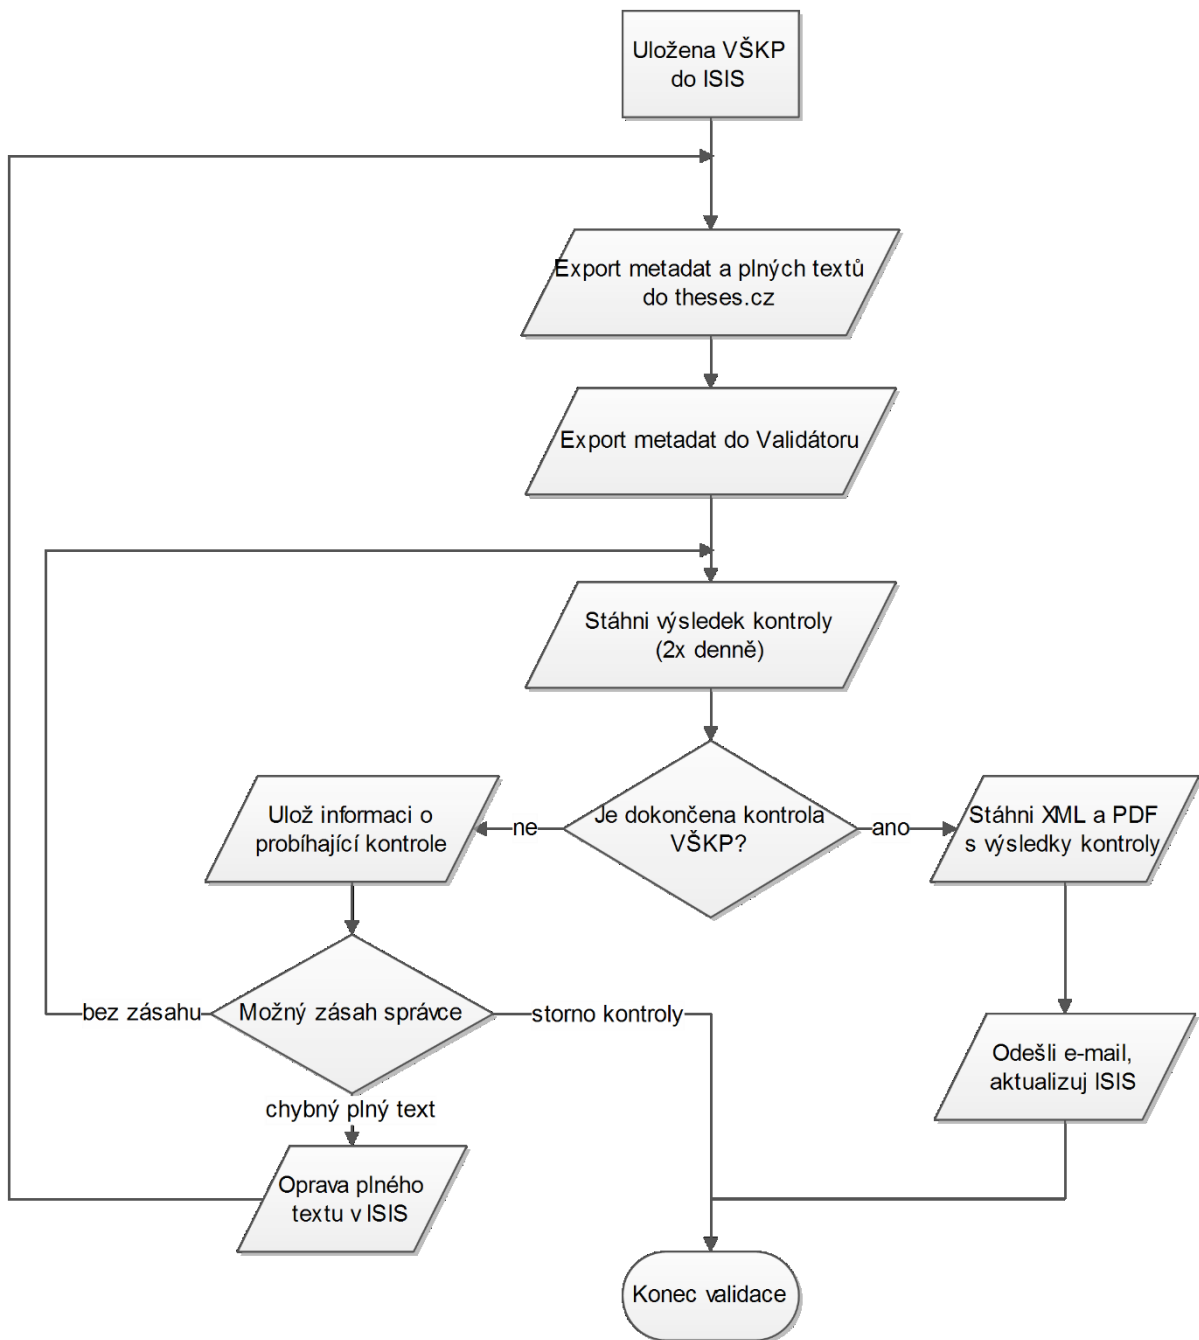 Uložena VŠKP
do ISIS
Export metadat a plných textů
do theses.cz
Export metadat do Validátoru
Stáhni výsledek kontroly
(2x denně)
Je dokončena kontrola
VŠKP?
ne
ano
Ulož informaci o
probíhající kontrole
Stáhni XML a PDF
s výsledky kontroly
bez zásahu
Možný zásah správce
storno kontroly
chybný plný text
Odešli e-mail,
aktualizuj ISIS
Oprava plného
textu v ISIS
Konec validace